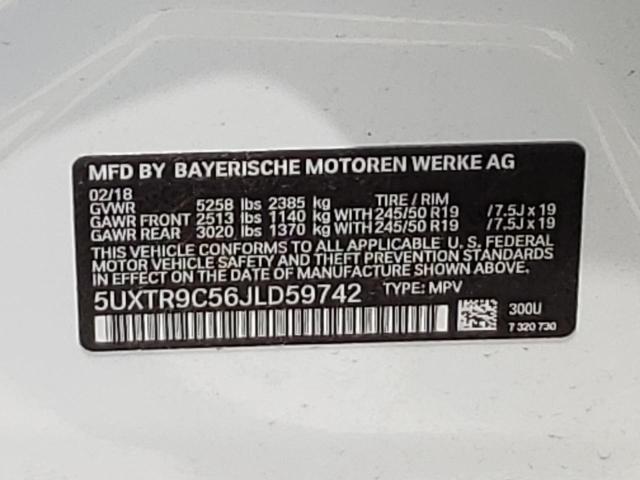 MFD BY BAYERISCHE MOTOREN WERKE AG
02/18
GVWR 5258 lbs 2385 kg TIRE / RIM
GAWR FRONT 2513 lbs 1140 kg WITH 245/50 R19 /7.5J x 19
GAWR REAR 3020 lbs 1370 kg WITH 245/50 R19 /7.5J x 19
THIS VEHICLE CONFORMS TO ALL APPLICABLE U. S. FEDERAL
MOTOR VEHICLE SAFETY AND THEFT PREVENTION STANDARDS
IN EFFECT ON THE DATE OF MANUFACTURE SHOWN ABOVE.
5UXTR9C56JLD59742 TYPE: MPV
300U
7 320 730